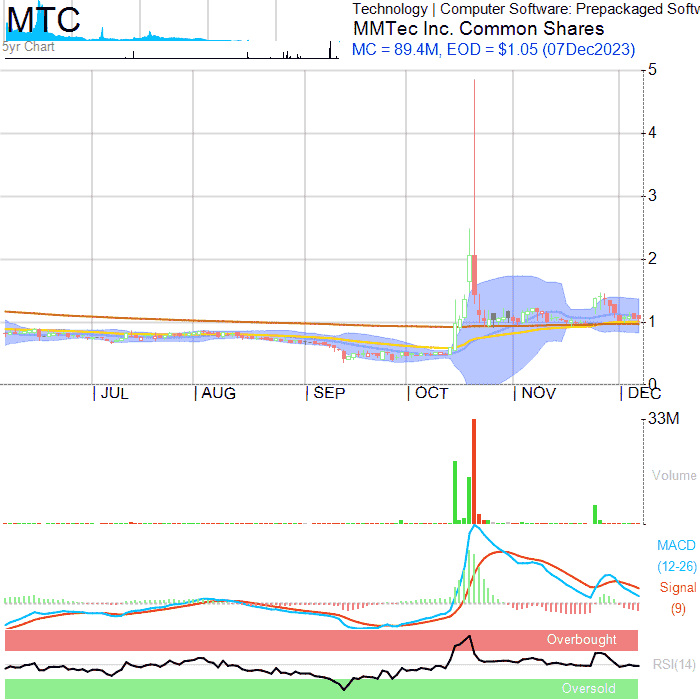 MTC
Technology | Computer Software: Prepackaged Softw
MMTec Inc. Common Shares
MC = 89.4M, EOD = $1.05 (07Dec2023)
5yr Chart
5
4
3
2
1
0
JUL
AUG
SEP
OCT
NOV
DEC
33M
Volume
MACD
(12-26)
Signal
(9)
Overbought
RSI(14)
Oversold